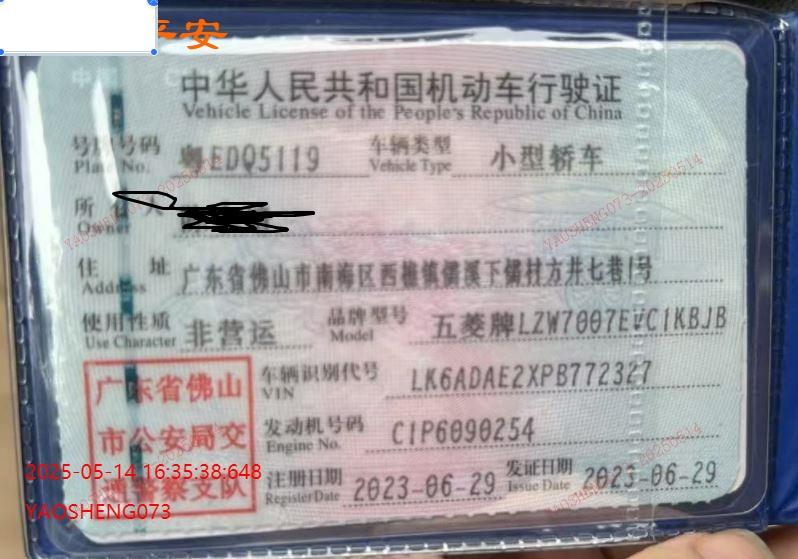 平安
中华人民共和国机动车行驶证
Vehicle License of the People's Republic of China
号牌号码 粤EDQ5119 车辆类型 小型轿车
Plate No. Vehicle Type
所有人
Owner
住址 广东省佛山市南海区西樵镇儒溪下儒村方井七巷1号
Address
使用性质 非营运 品牌型号 五菱牌LZW7007EVC1KBJB
Use Character Model
广东省佛山 车辆识别代号 LK6ADAE2XPB772327
VIN
市公安局交 发动机号码 C1P6090254
Engine No.
通警察支队 注册日期 2023-06-29 发证日期 2023-06-29
Register Date Issue Date
2025-05-14 16:35:38:648
YAOSHENG073
YAOSHENG073-20250514